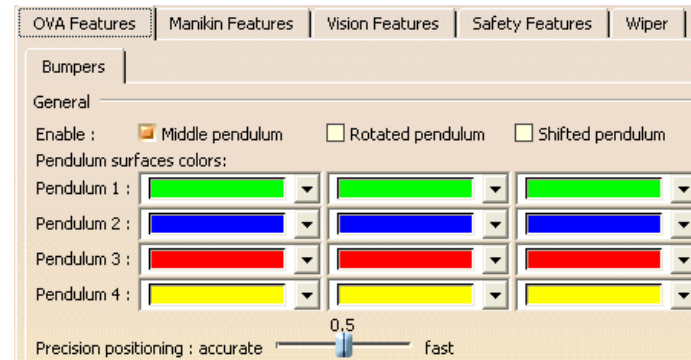 OVA Features Manikin Features Vision Features Safety Features Wiper
Bumpers
General
Enable : Middle pendulum Rotated pendulum Shifted pendulum
Pendulum surfaces colors:
Pendulum 1 :
Pendulum 2 :
Pendulum 3 :
Pendulum 4 :
0.5
Precision positioning : accurate fast